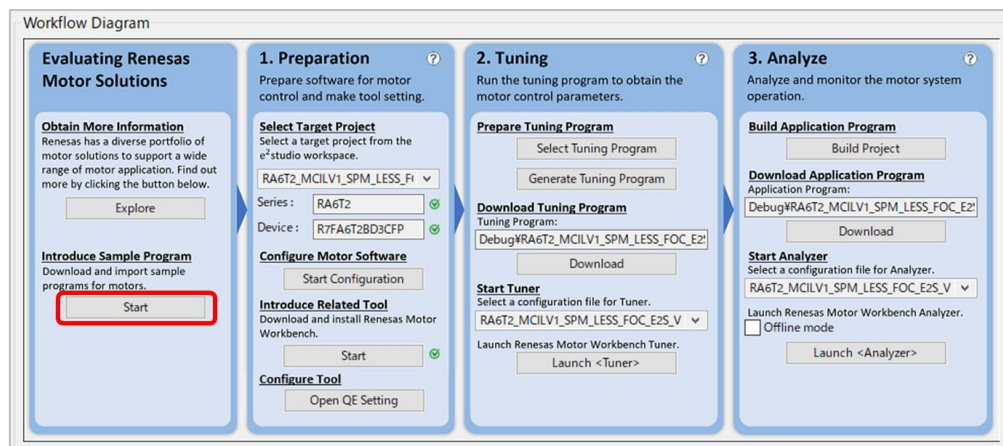 Workflow Diagram
Evaluating Renesas
Motor Solutions
Obtain More Information
Renesas has a diverse portfolio of
motor solutions to support a wide
range of motor application. Find out
more by clicking the button below.
Explore
Introduce Sample Program
Download and import sample
programs for motors.
Start
1. Preparation ?
Prepare software for motor
control and make tool setting.
Select Target Project
Select a target project from the
e²studio workspace.
RA6T2_MCILV1_SPM_LESS_F(
Series : RA6T2
Device : R7FA6T2BD3CFP
Configure Motor Software
Start Configuration
Introduce Related Tool
Download and install Renesas Motor
Workbench.
Start
Configure Tool
Open QE Setting
2. Tuning ?
Run the tuning program to obtain the
motor control parameters.
Prepare Tuning Program
Select Tuning Program
Generate Tuning Program
Download Tuning Program
Tuning Program:
Debug¥RA6T2_MCILV1_SPM_LESS_FOC_E2S
Download
Start Tuner
Select a configuration file for Tuner.
RA6T2_MCILV1_SPM_LESS_FOC_E2S_V
Launch Renesas Motor Workbench Tuner.
Launch <Tuner>
3. Analyze ?
Analyze and monitor the motor system
operation.
Build Application Program
Build Project
Download Application Program
Application Program:
Debug¥RA6T2_MCILV1_SPM_LESS_FOC_E2S
Download
Start Analyzer
Select a configuration file for Analyzer.
RA6T2_MCILV1_SPM_LESS_FOC_E2S_V
Launch Renesas Motor Workbench Analyzer.
Offline mode
Launch <Analyzer>